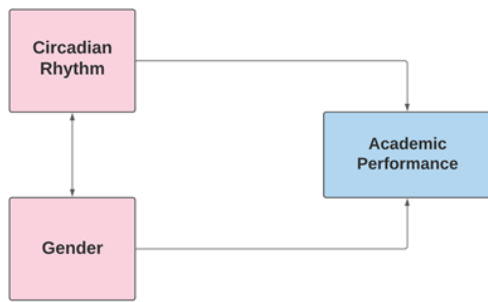 Circadian
Rhythm
Academic
Performance
Gender